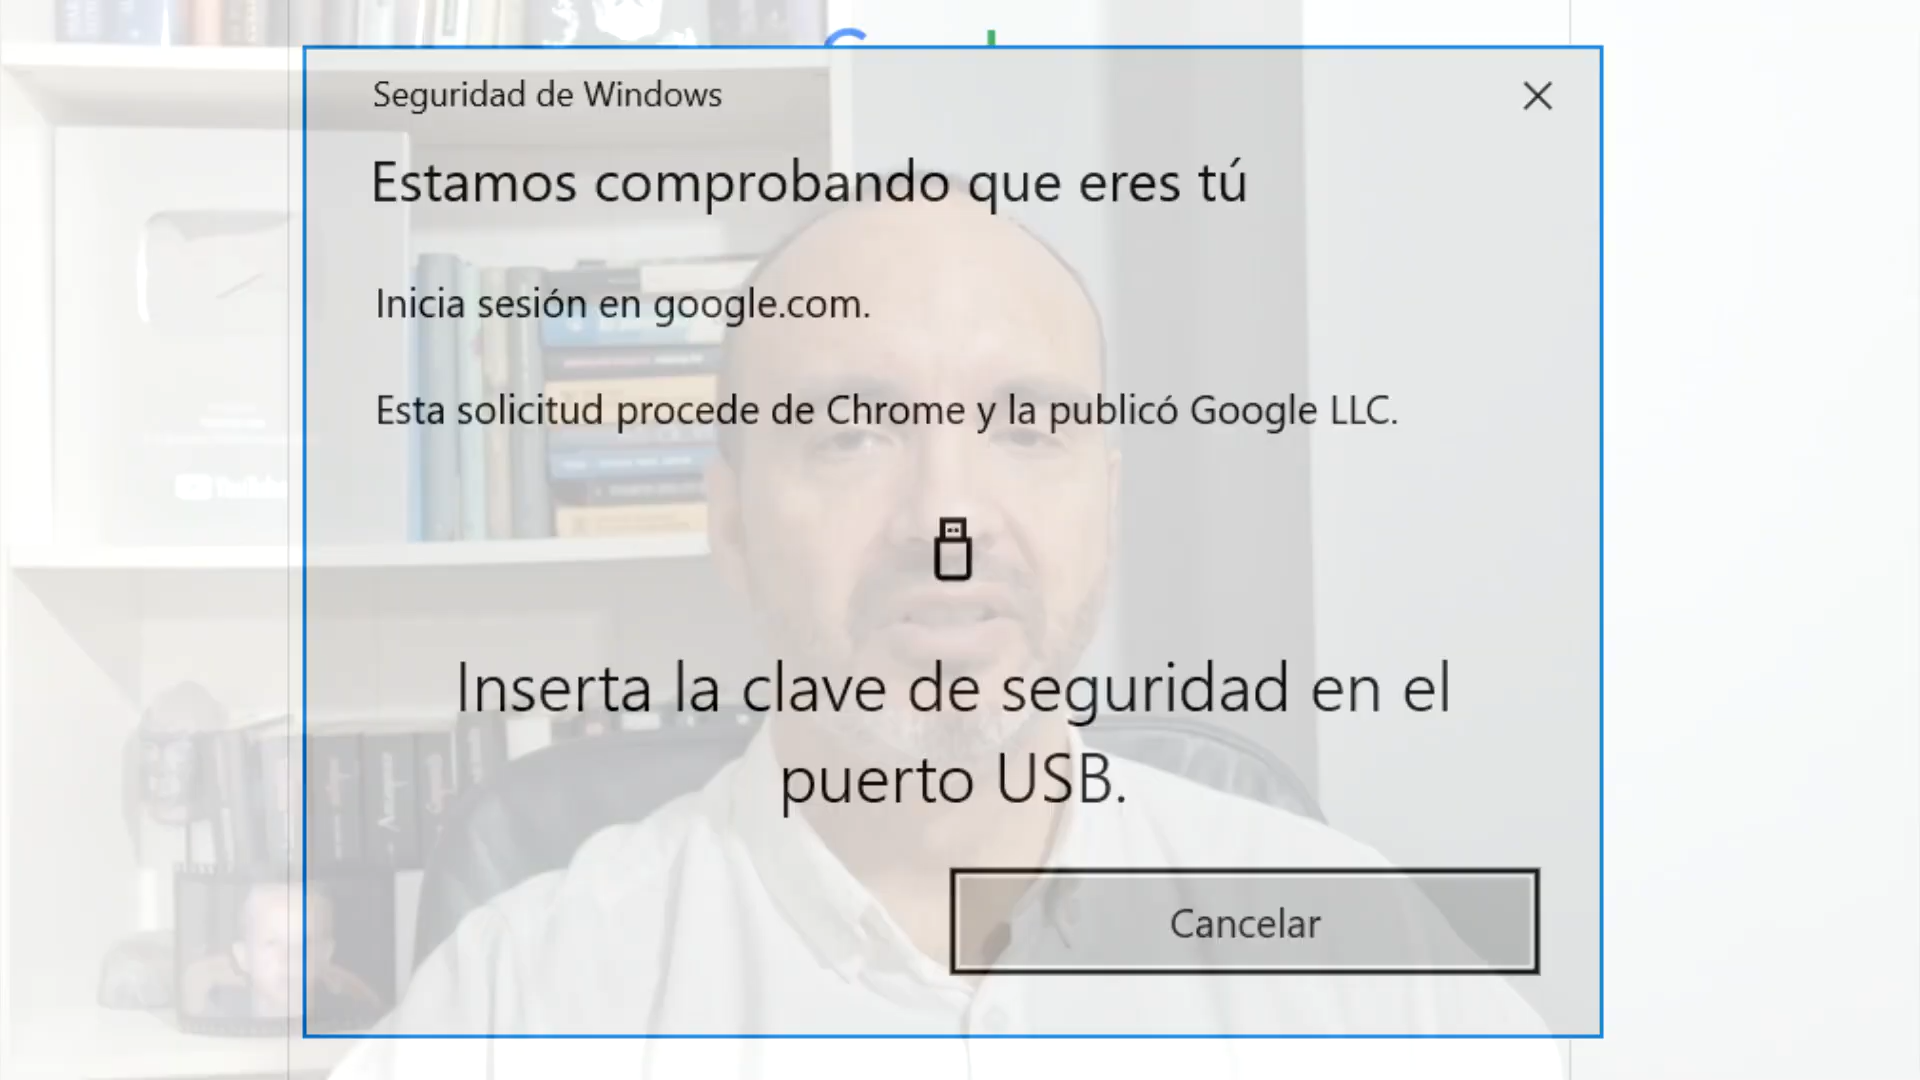 Seguridad de Windows
Estamos comprobando que eres tú
Inicia sesión en google.com.
Esta solicitud procede de Chrome y la publicó Google LLC.
Inserta la clave de seguridad en el
puerto USB.
Cancelar
YouTube